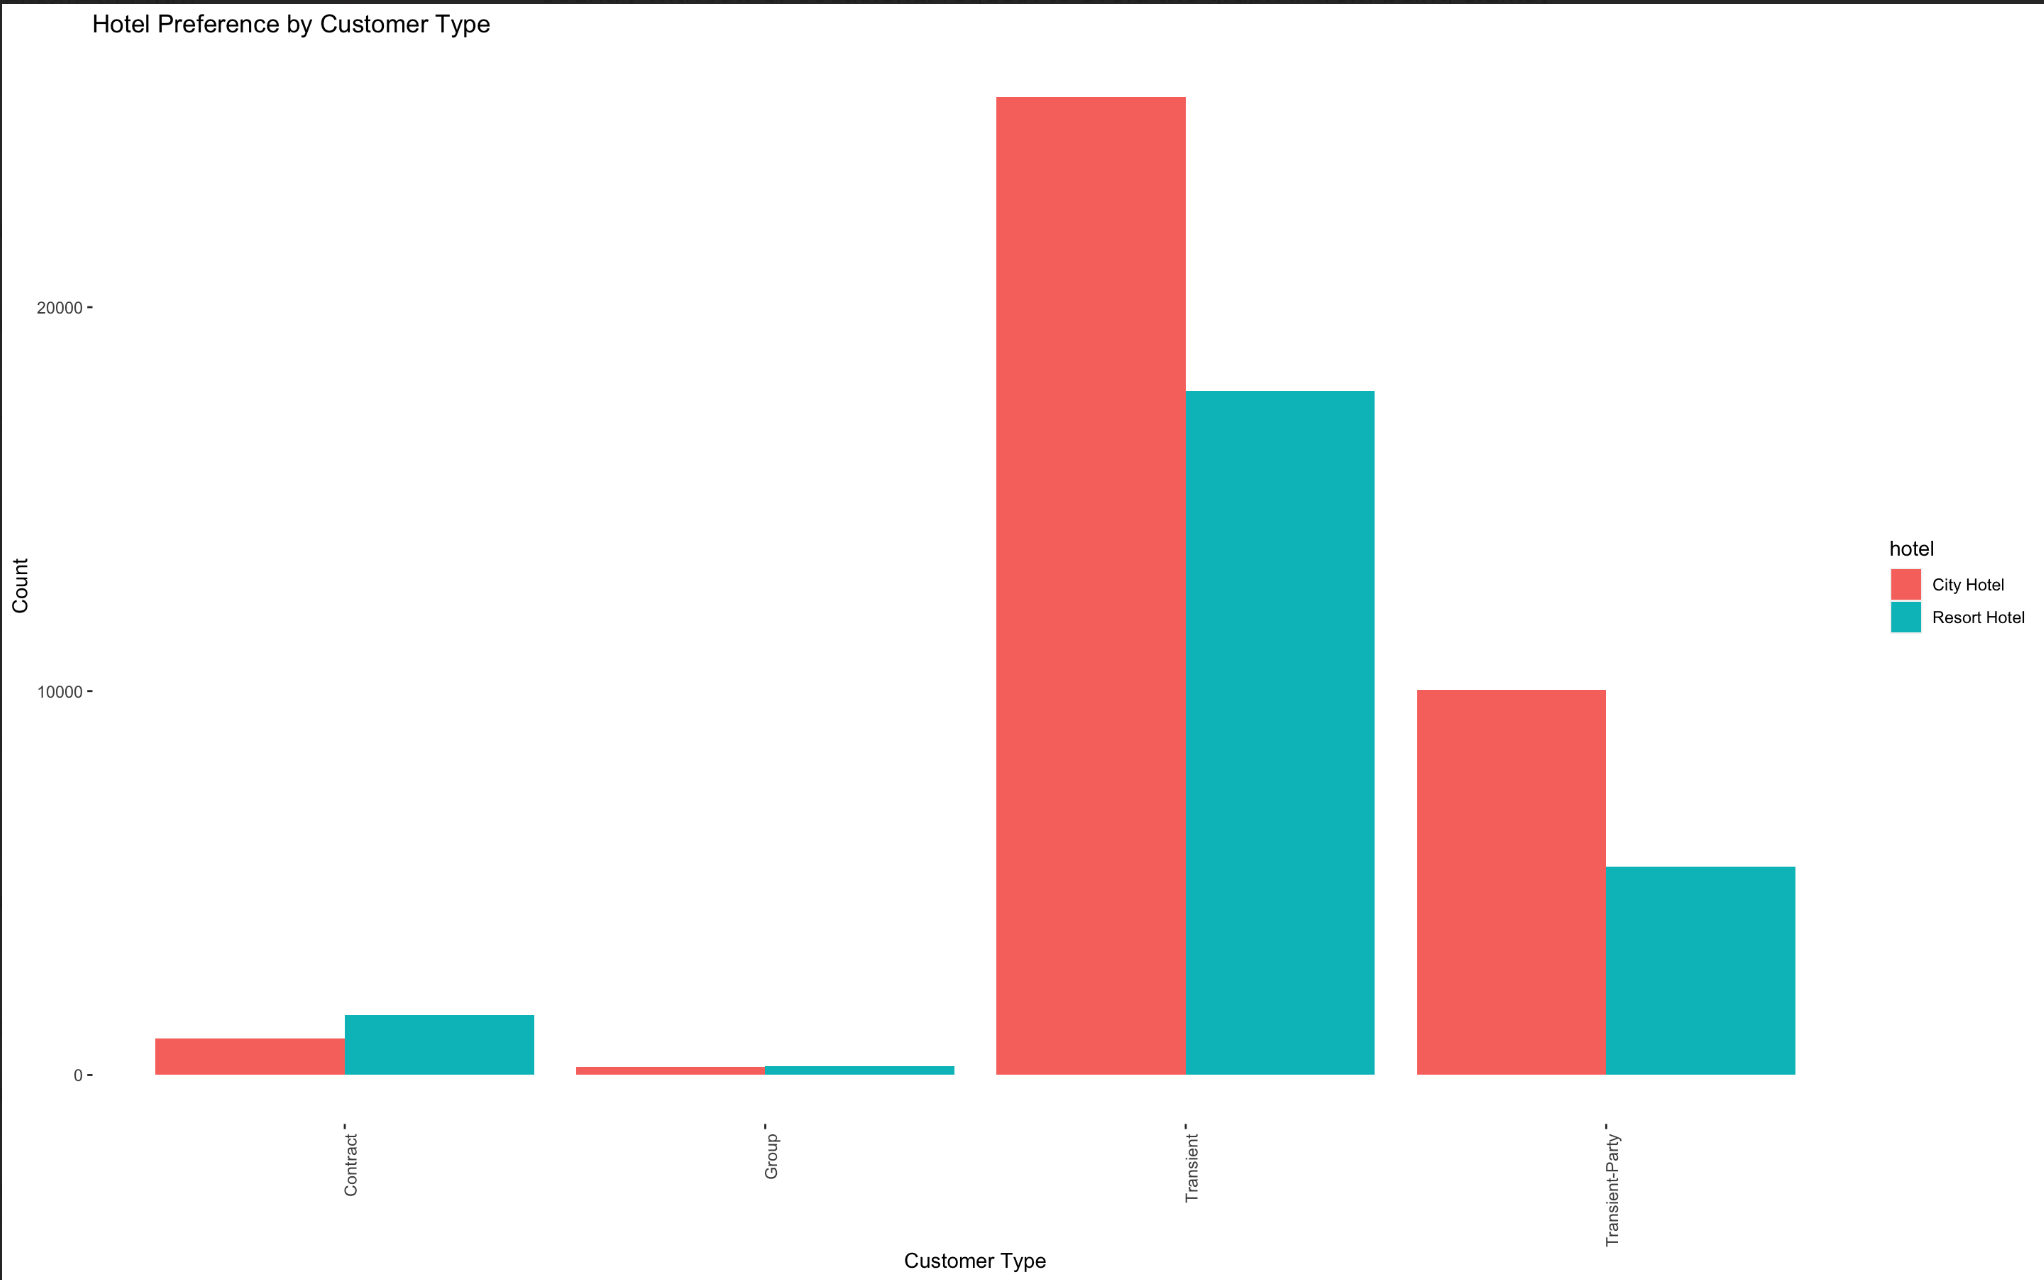 Hotel Preference by Customer Type
20000
10000
0
Count
Contract
Group
Transient
Transient-Party
Customer Type
hotel
City Hotel
Resort Hotel